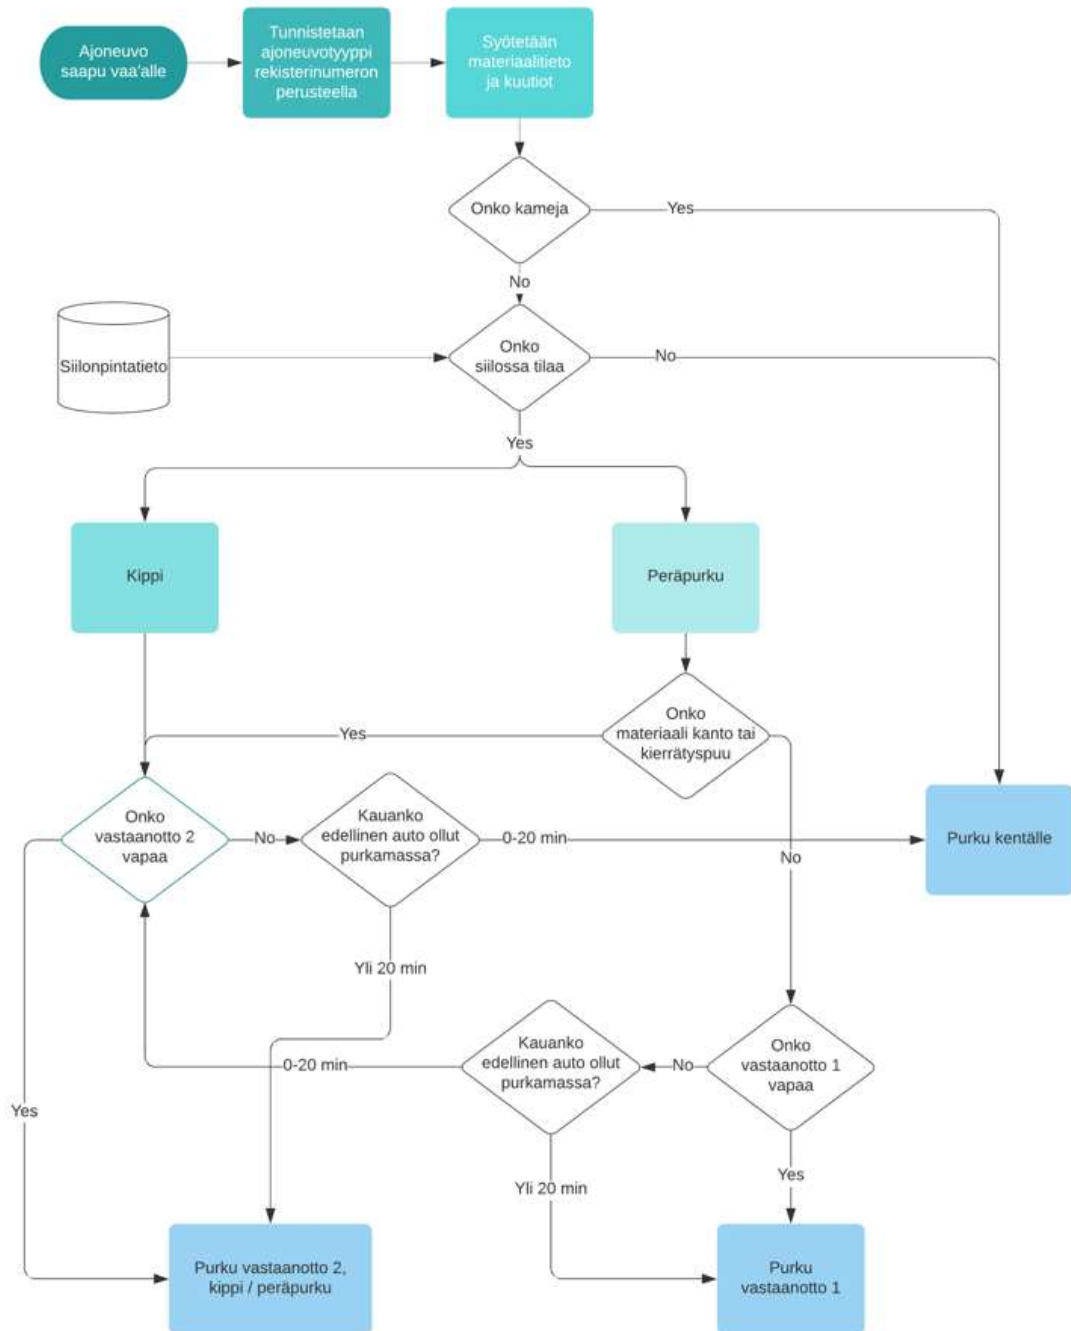 Ajoneuvo
saapu vaa'alle
Tunnistetaan
ajoneuvotyyppi
rekisterinumeron
perusteella
Syötetään
materiaalitieto
ja kuutiot
Onko kameja
Yes
No
Siilonpintatieto
Onko
siilossa tilaa
No
Yes
Kippi
Peräpurku
Onko
materiaali kanto tai
kierrätyspuu
Yes
No
Onko
vastaanotto 2
vapaa
No
Kauanko
edellinen auto ollut
purkamassa?
0-20 min
Purku kentälle
Yli 20 min
Yes
Onko
vastaanotto 1
vapaa
No
Kauanko
edellinen auto ollut
purkamassa?
0-20 min
Yli 20 min
Yes
Purku vastaanotto 2,
kippi / peräpurku
Purku
vastaanotto 1